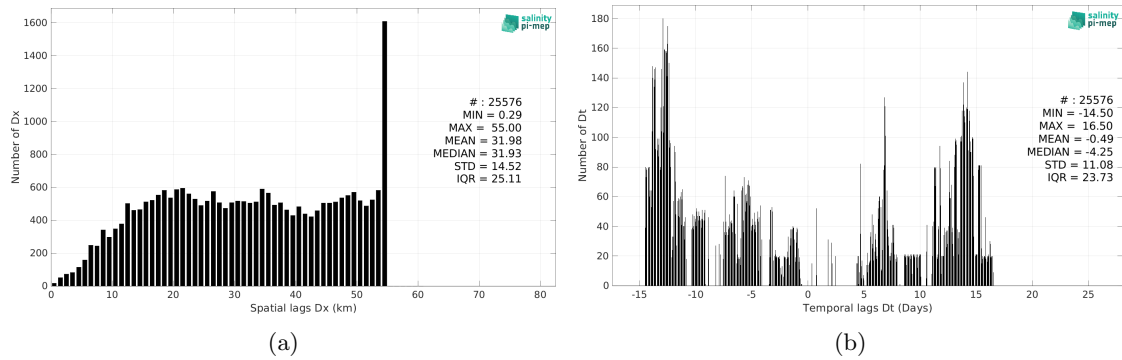 1600
1400
1200
1000
800
600
400
200
0
Number of Dx
salinity
pi-mep
# : 25576
MIN = 0.29
MAX = 55.00
MEAN = 31.98
MEDIAN = 31.93
STD = 14.52
IQR = 25.11
0 10 20 30 40 50 60 70 80
Spatial lags Dx (km)
(a)
180
160
140
120
100
80
60
40
20
0
Number of Dt
salinity
pi-mep
# : 25576
MIN = -14.50
MAX = 16.50
MEAN = -0.49
MEDIAN = -4.25
STD = 11.08
IQR = 23.73
-15 -10 -5 0 5 10 15 20 25
Temporal lags Dt (Days)
(b)